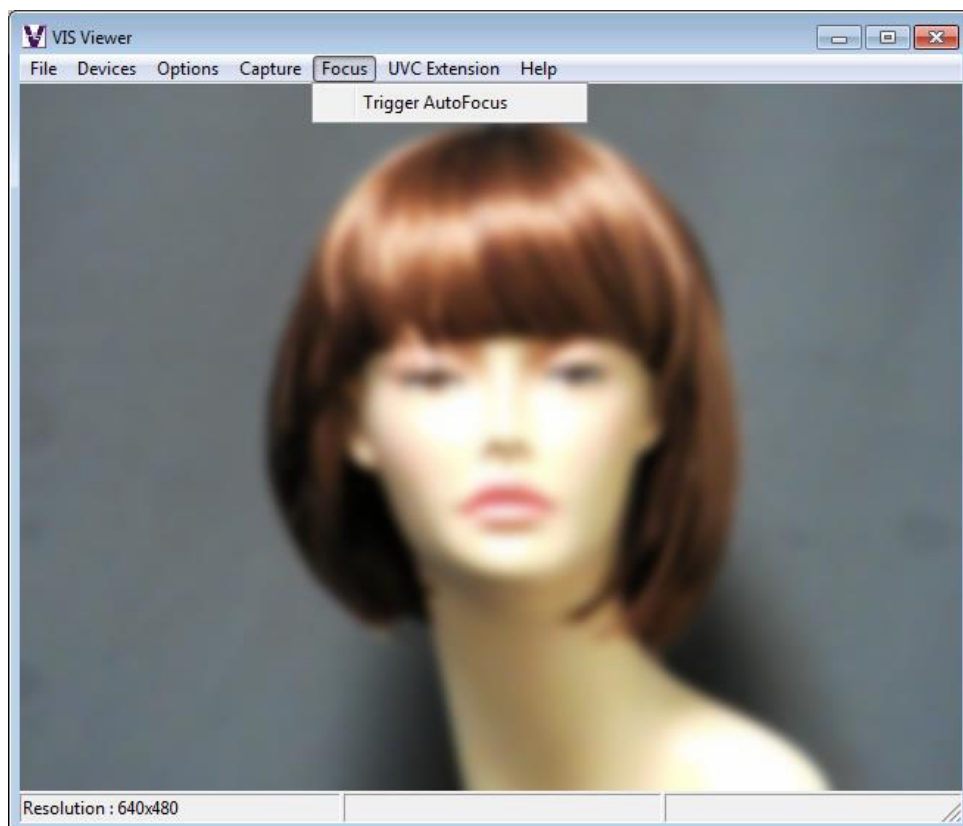 VIS Viewer
File Devices Options Capture Focus UVC Extension Help
Trigger AutoFocus
Resolution : 640x480